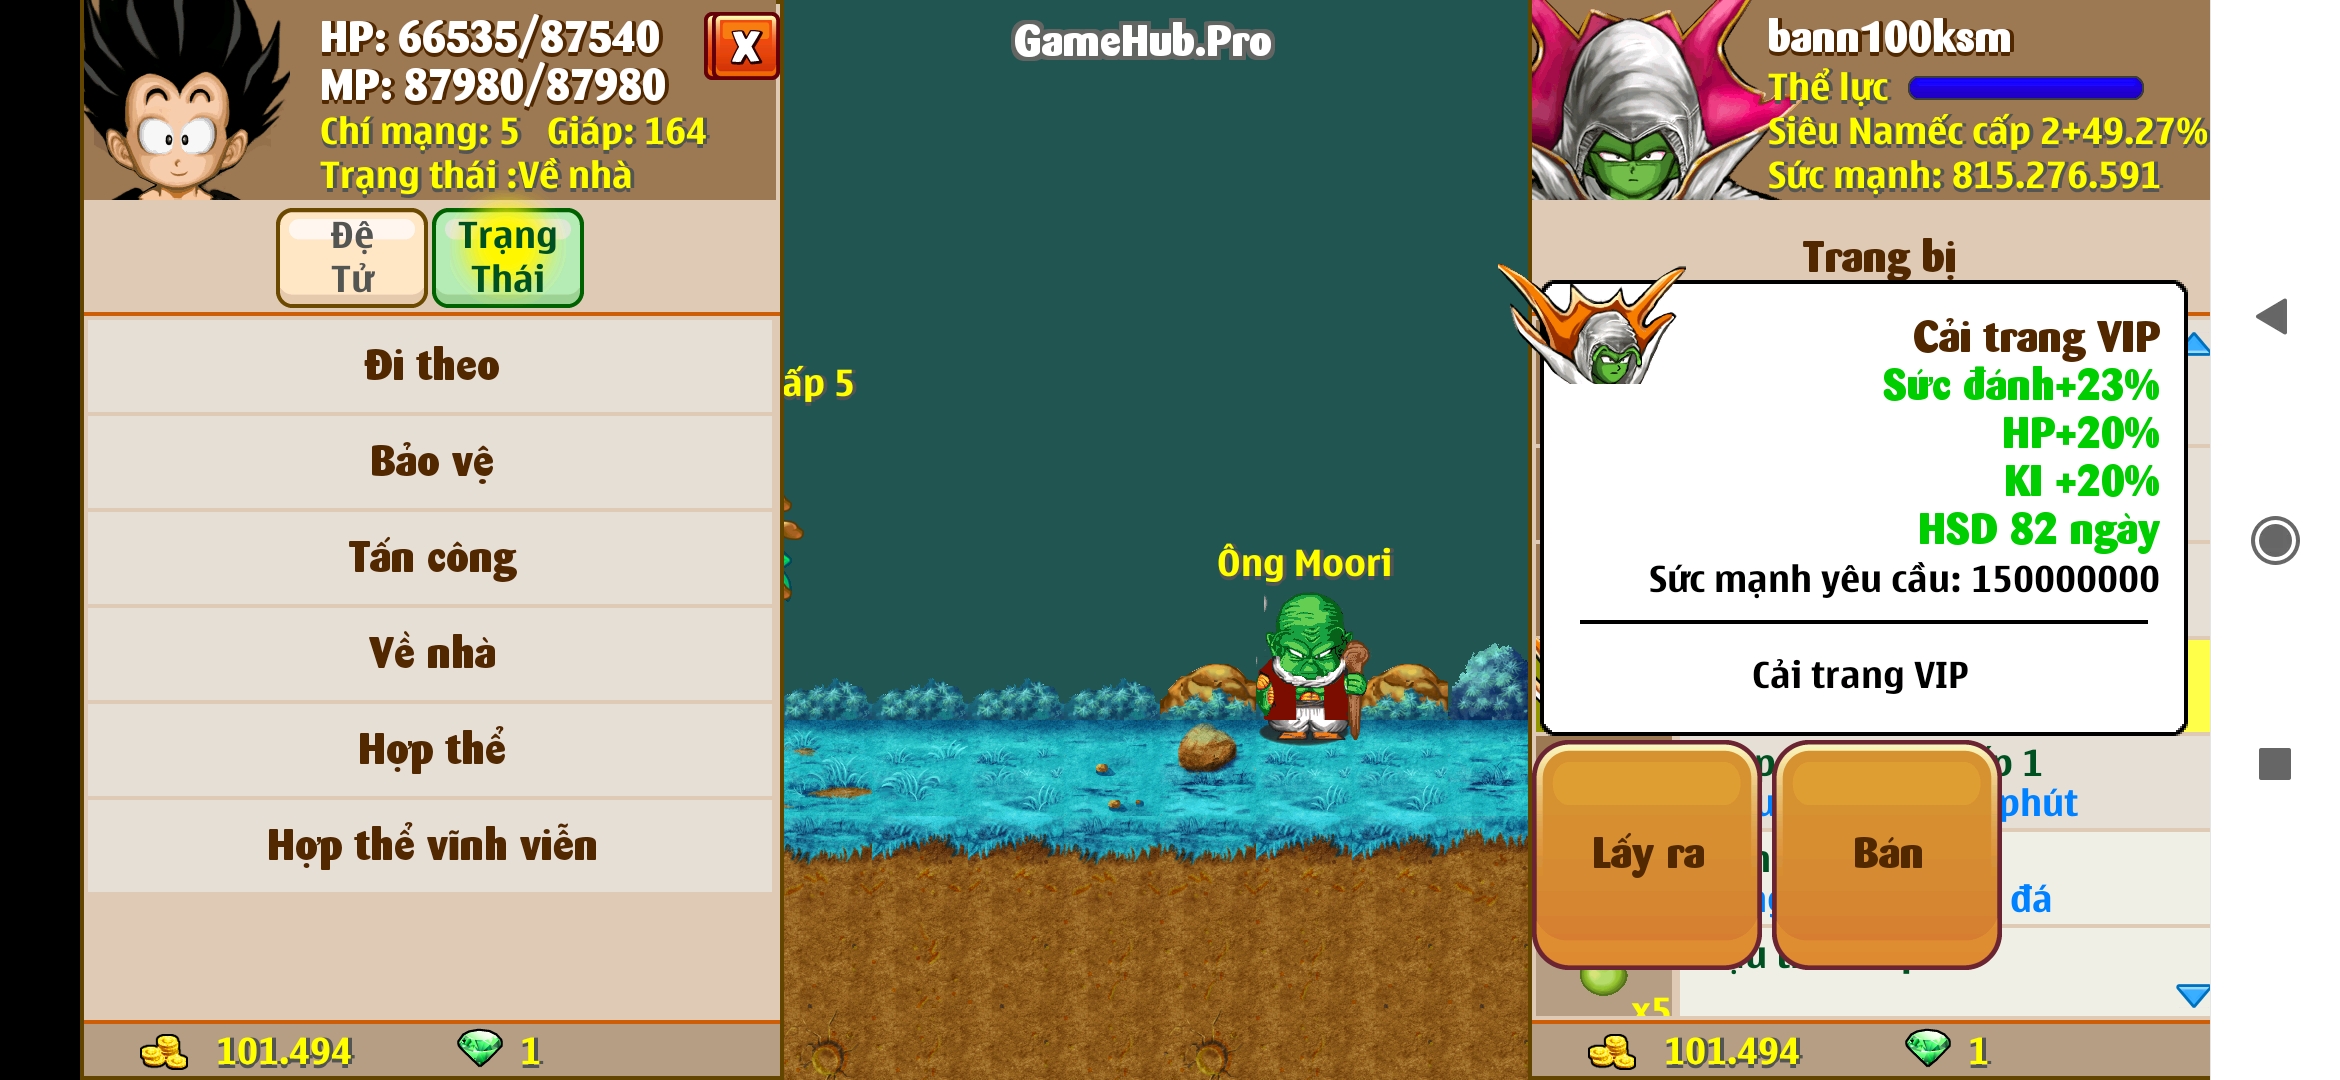 HP: 66535/87540
MP: 87980/87980
Chí mạng: 5 Giáp: 164
Trạng thái :Về nhà
X
Đệ
Tử
Trạng
Thái
Đi theo
Bảo vệ
Tấn công
Về nhà
Hợp thể
Hợp thể vĩnh viễn
101.494
1
GameHub.Pro
ấp 5
Ông Moori
bann100ksm
Thể lực
Siêu Namếc cấp 2+49.27%
Sức mạnh: 815.276.591
Trang bị
Cải trang VIP
Sức đánh+23%
HP+20%
KI +20%
HSD 82 ngày
Sức mạnh yêu cầu: 150000000
Cải trang VIP
p 1
phút
Lấy ra
Bán
đá
x5
101.494
1